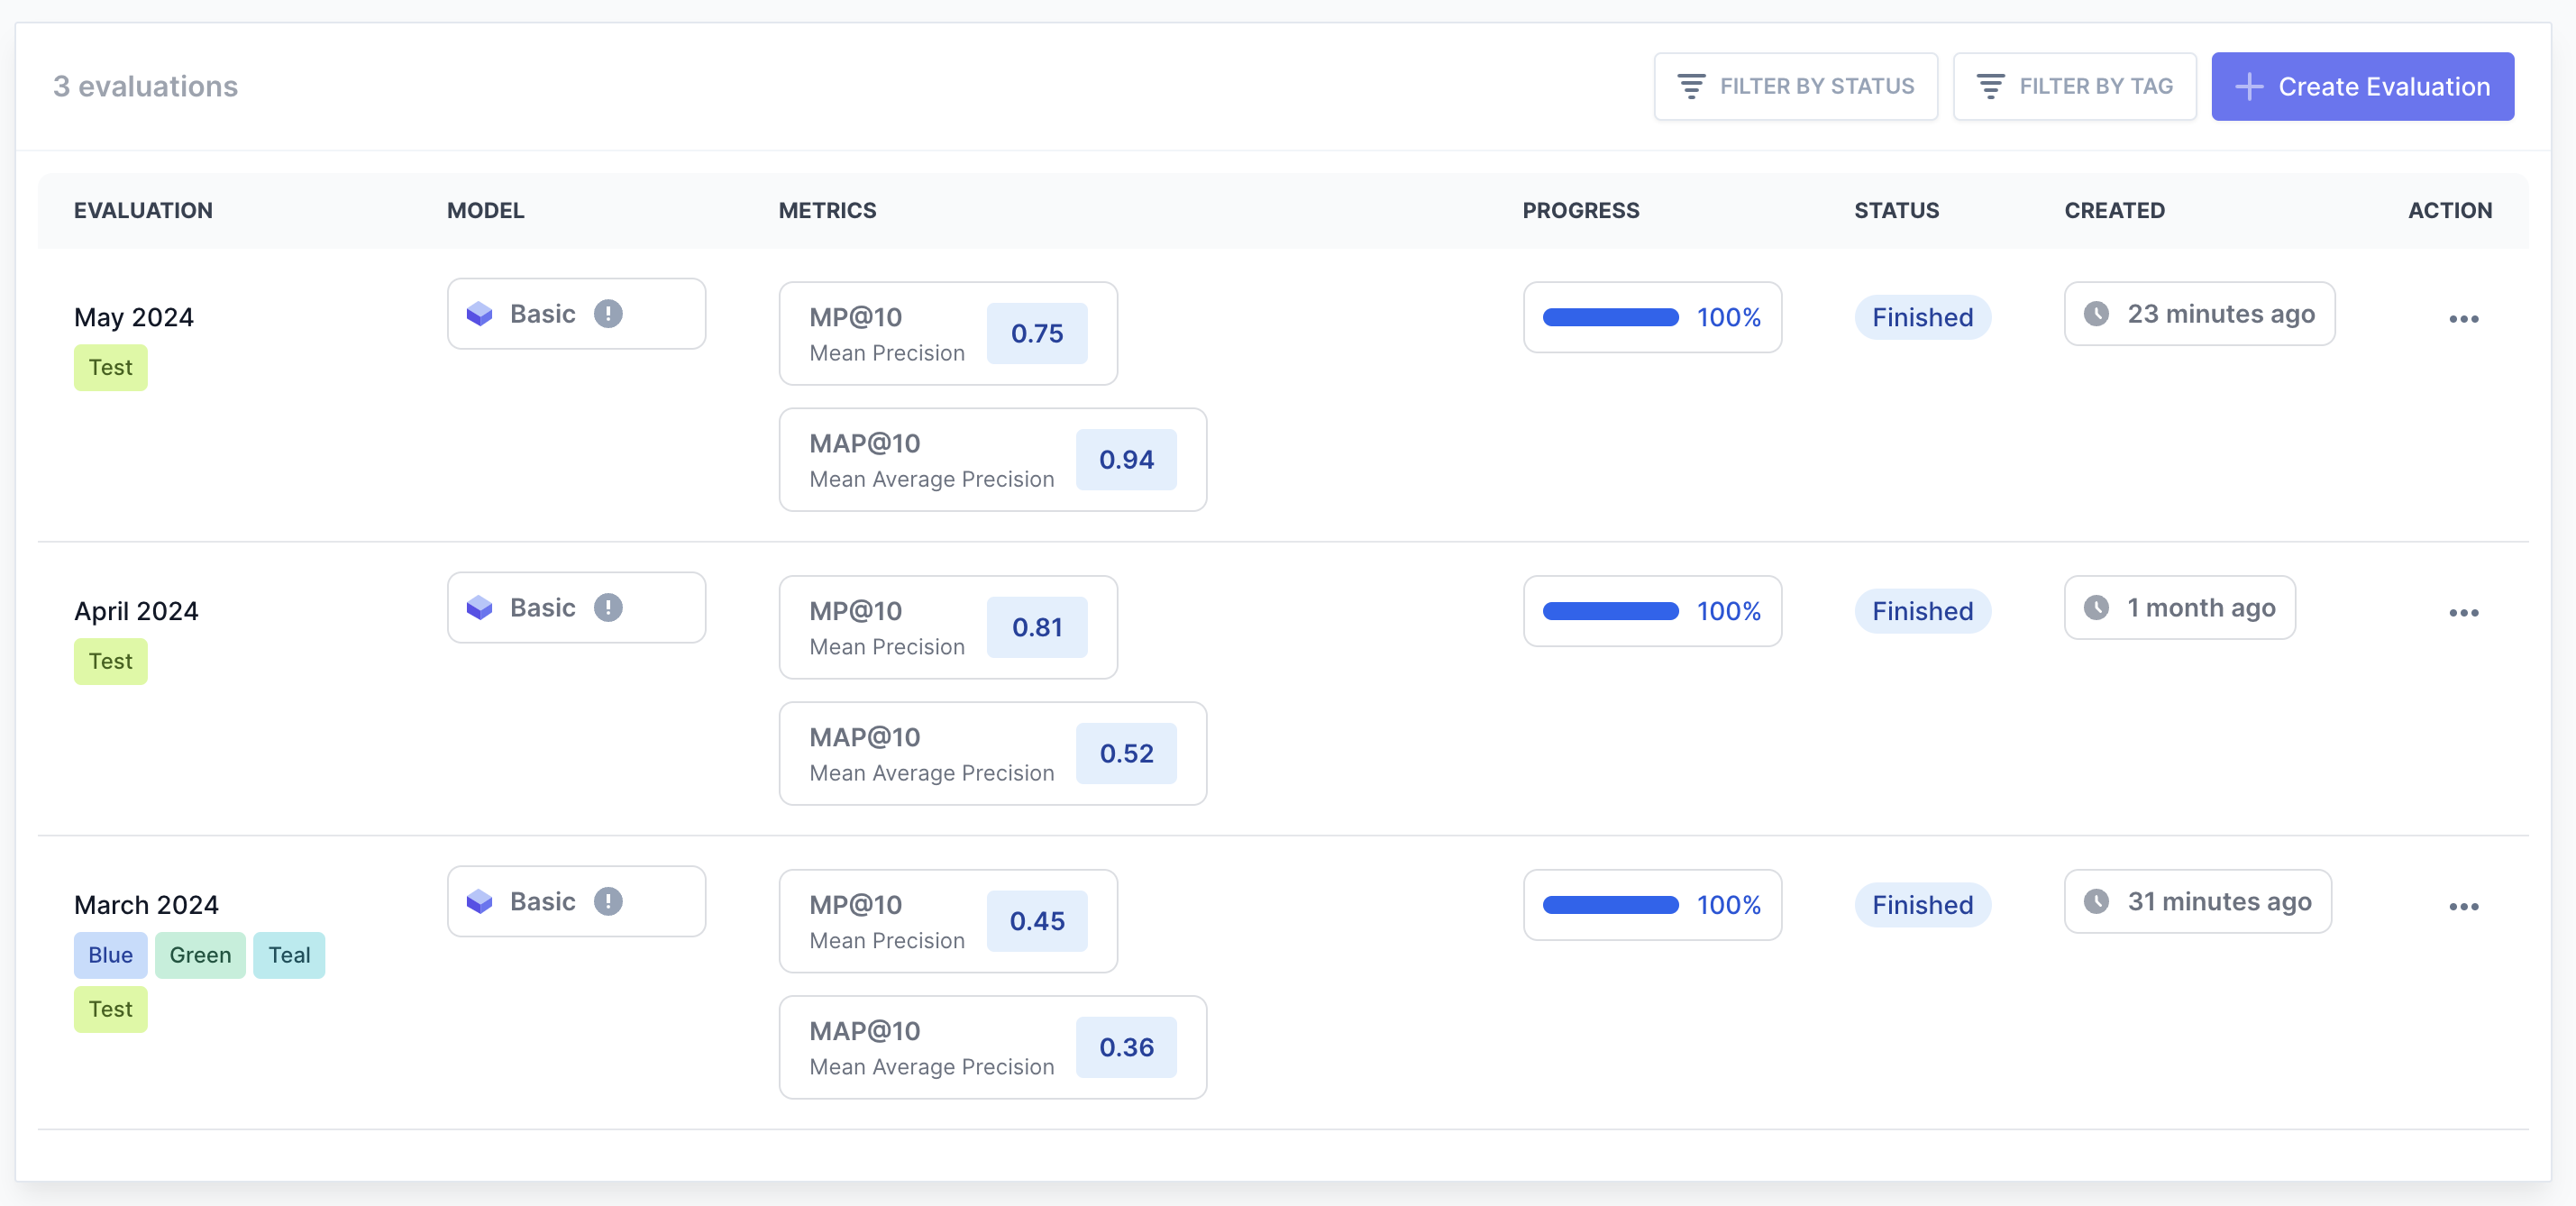 3 evaluations
FILTER BY STATUS
FILTER BY TAG
Create Evaluation
EVALUATION MODEL METRICS PROGRESS STATUS CREATED ACTION
May 2024
Test
Basic
MP@10
Mean Precision
0.75
MAP@10
Mean Average Precision
0.94
100%
Finished
23 minutes ago
April 2024
Test
Basic
MP@10
Mean Precision
0.81
MAP@10
Mean Average Precision
0.52
100%
Finished
1 month ago
March 2024
Blue Green Teal
Test
Basic
MP@10
Mean Precision
0.45
MAP@10
Mean Average Precision
0.36
100%
Finished
31 minutes ago